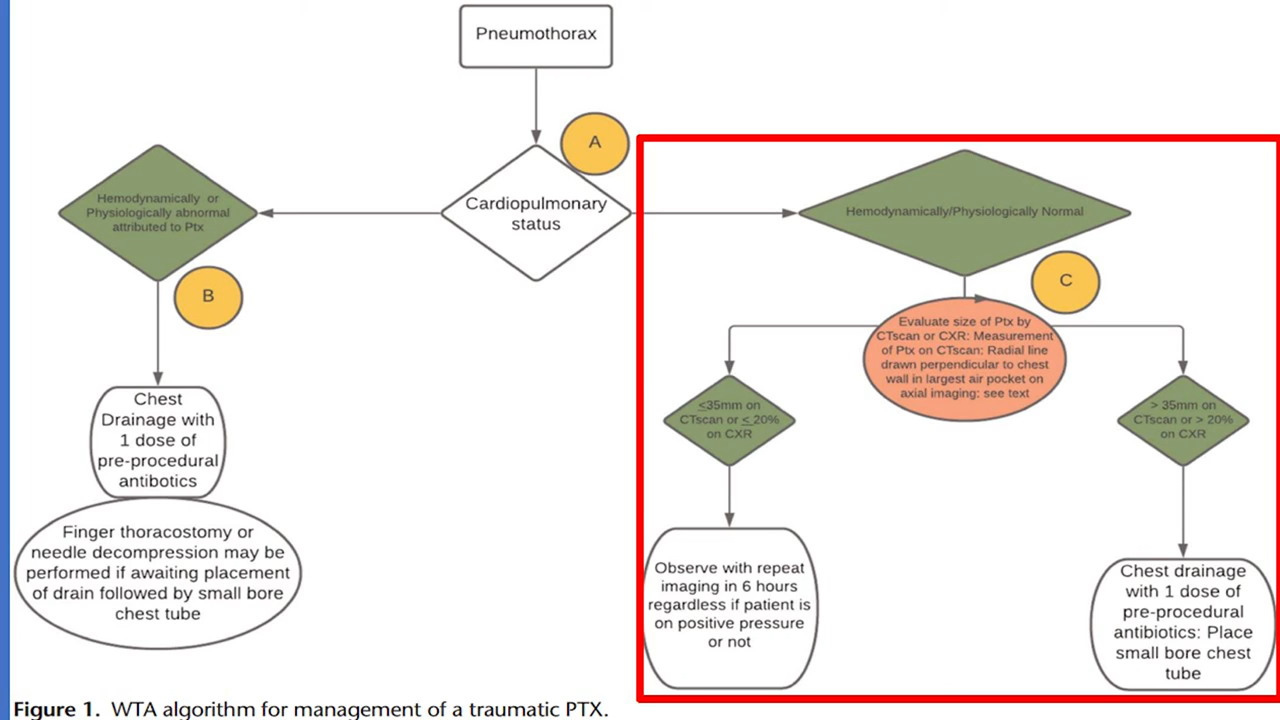 Pneumothorax
A
Cardiopulmonary
status
Hemodynamically or
Physiologically abnormal
attributed to Ptx
B
Chest
Drainage with
1 dose of
pre-procedural
antibotics
Finger thoracostomy or
needle decompression may be
performed if awaiting placement
of drain followed by small bore
chest tube
Hemodynamically/Physiologically Normal
C
Evaluate size of Ptx by
CTscan or CXR: Measurement
of Ptx on CTscan; Radial line
drawn perpendicular to chest
wall in largest air pocket on
axial imaging: see text
≤35mm on
CTscan or ≤20%
on CXR
Observe with repeat
imaging in 6 hours
regardless if patient is
on positive pressure
or not
> 35mm on
CTscan or > 20%
on CXR
Chest drainage
with 1 dose of
pre-procedural
antibiotics: Place
small bore chest
tube
Figure 1. WTA algorithm for management of a traumatic PTX.